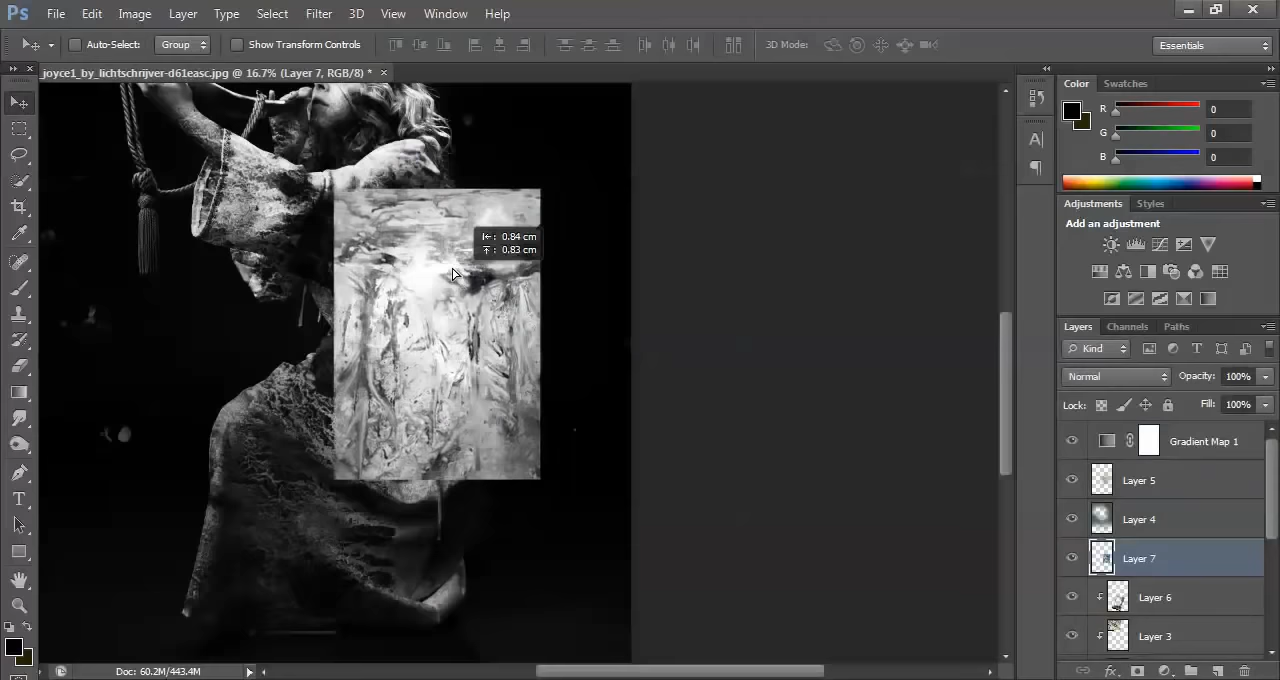 Ps File Edit Image Layer Type Select Filter 3D View Window Help
Auto-Select: Group Show Transform Controls 3D Mode: Essentials
joyce1_by_lichtschrijver-d61easc.jpg @ 16.7% (Layer 7, RGB/8) * ×
Color Swatches
R 0
G 0
B 0
Adjustments Styles
Add an adjustment
: 0.84 cm
: 0.83 cm
Layers Channels Paths
Kind
Normal Opacity: 100%
Lock: Fill: 100%
Gradient Map 1
Layer 5
Layer 4
Layer 7
Layer 6
Layer 3
Doc: 60.2M/443.4M